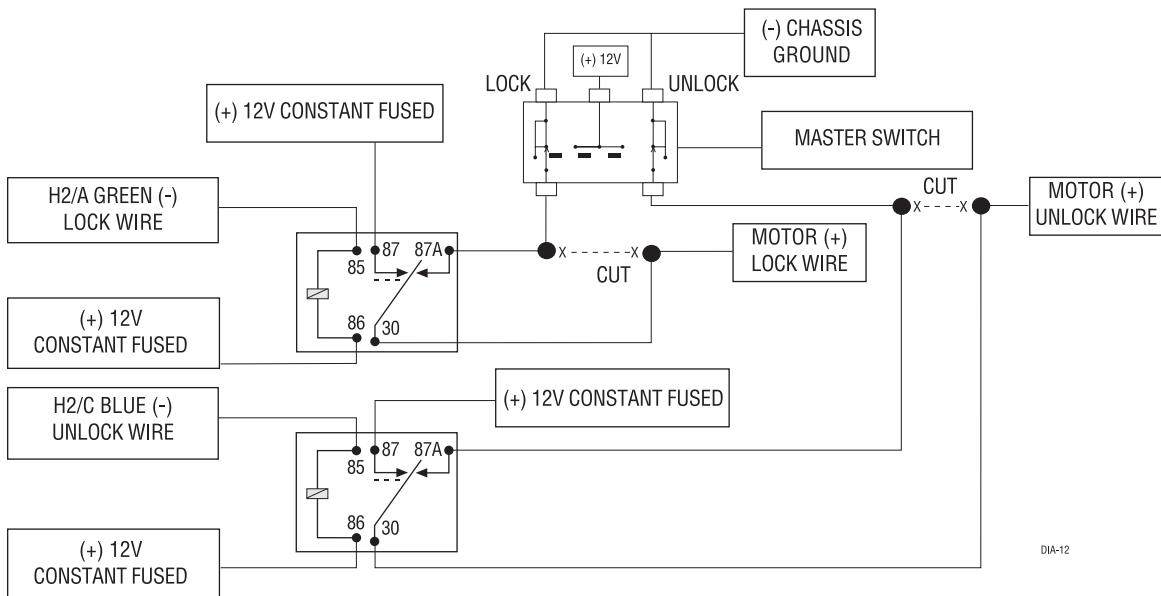 (-) CHASSIS
GROUND
(+) 12V
LOCK
UNLOCK
(+) 12V CONSTANT FUSED
MASTER SWITCH
H2/A GREEN (-)
LOCK WIRE
CUT
MOTOR (+)
UNLOCK WIRE
87
87A
85
MOTOR (+)
LOCK WIRE
X
X
X
X
CUT
86
30
(+) 12V
CONSTANT FUSED
H2/C BLUE (-)
UNLOCK WIRE
(+) 12V CONSTANT FUSED
87
87A
85
86
30
(+) 12V
CONSTANT FUSED
DIA-12